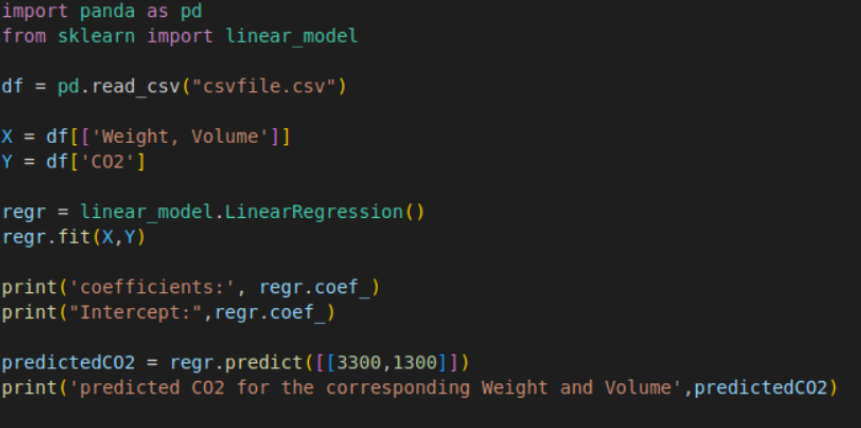 import panda as pd
from sklearn import linear_model
df = pd.read_csv("csvfile.csv")
X = df[['Weight, Volume']]
Y = df['CO2']
regr = linear_model.LinearRegression()
regr.fit(X,Y)
print('coefficients:', regr.coef_)
print("Intercept:",regr.coef_)
predictedCO2 = regr.predict([[3300,1300]])
print('predicted CO2 for the corresponding Weight and Volume',predictedCO2)